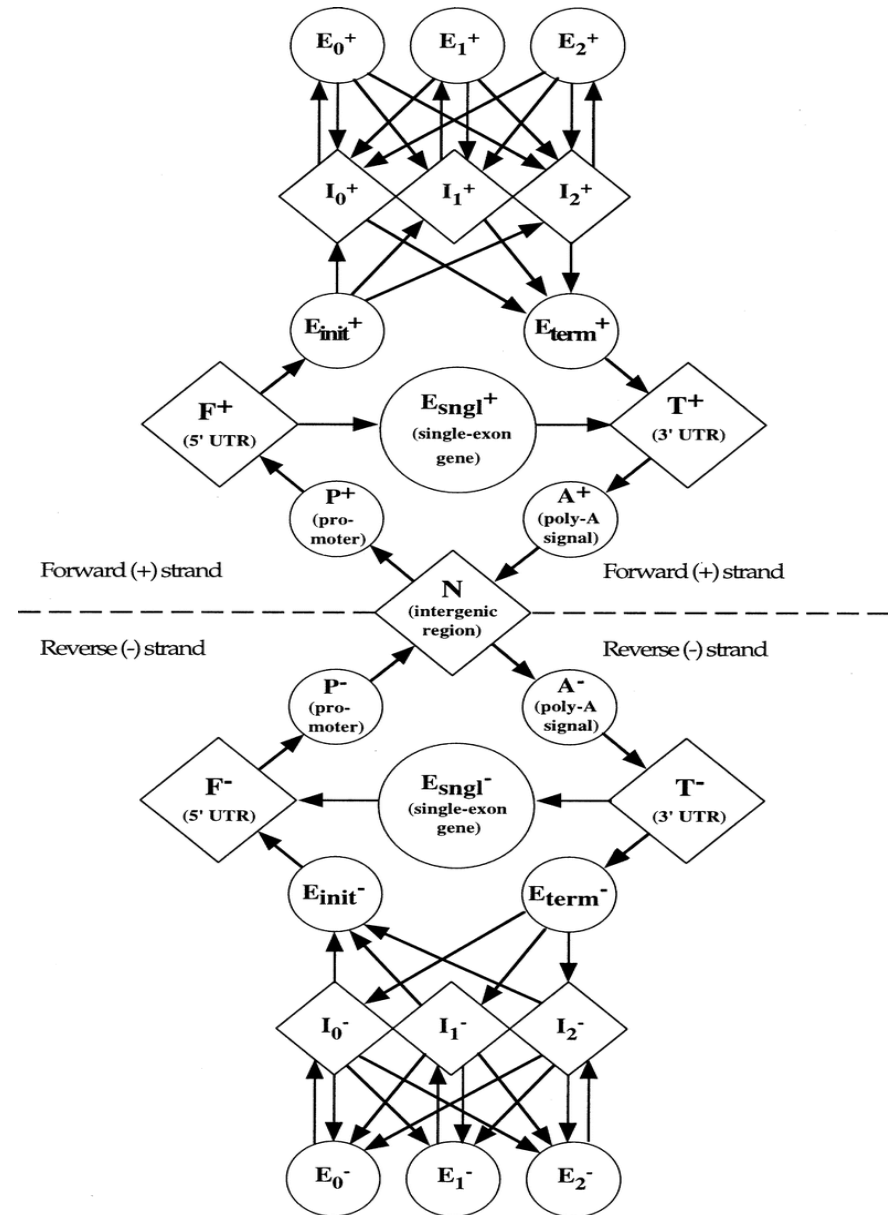 E0+ E1+ E2+
I0+ I1+ I2+
Einit+ Eterm+
F+ Esngl+ T+
(5' UTR) (single-exon (3' UTR)
gene)
P+ A+
(pro- (poly-A
moter) signal)
Forward (+) strand N Forward (+) strand
(intergenic
region)
Reverse (-) strand Reverse (-) strand
P- A-
(pro- (poly-A
moter) signal)
F- Esngl- T-
(5' UTR) (single-exon (3' UTR)
gene)
Einit- Eterm-
I0- I1- I2-
E0- E1- E2-